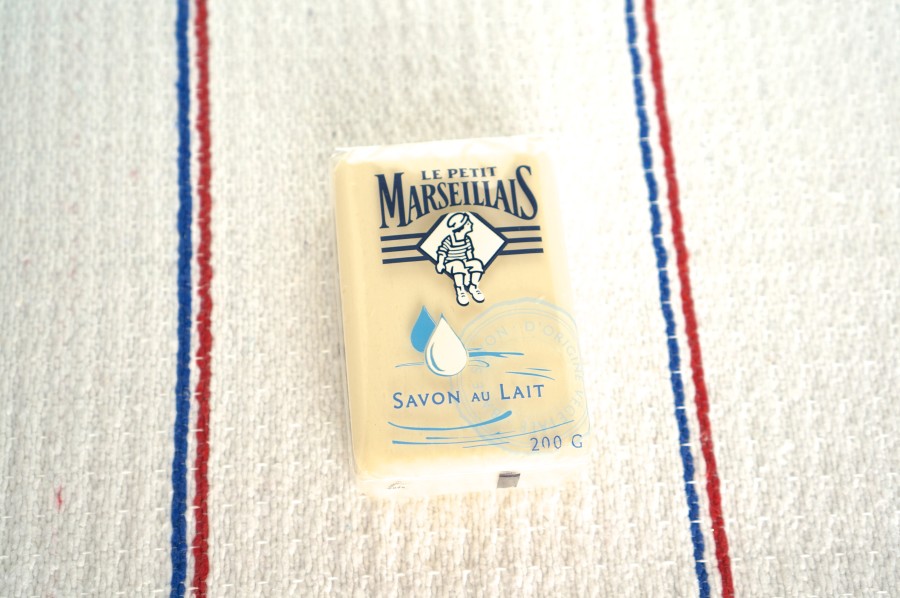 LE PETIT
MARSEILLAIS
SAVON AU LAIT
200 G